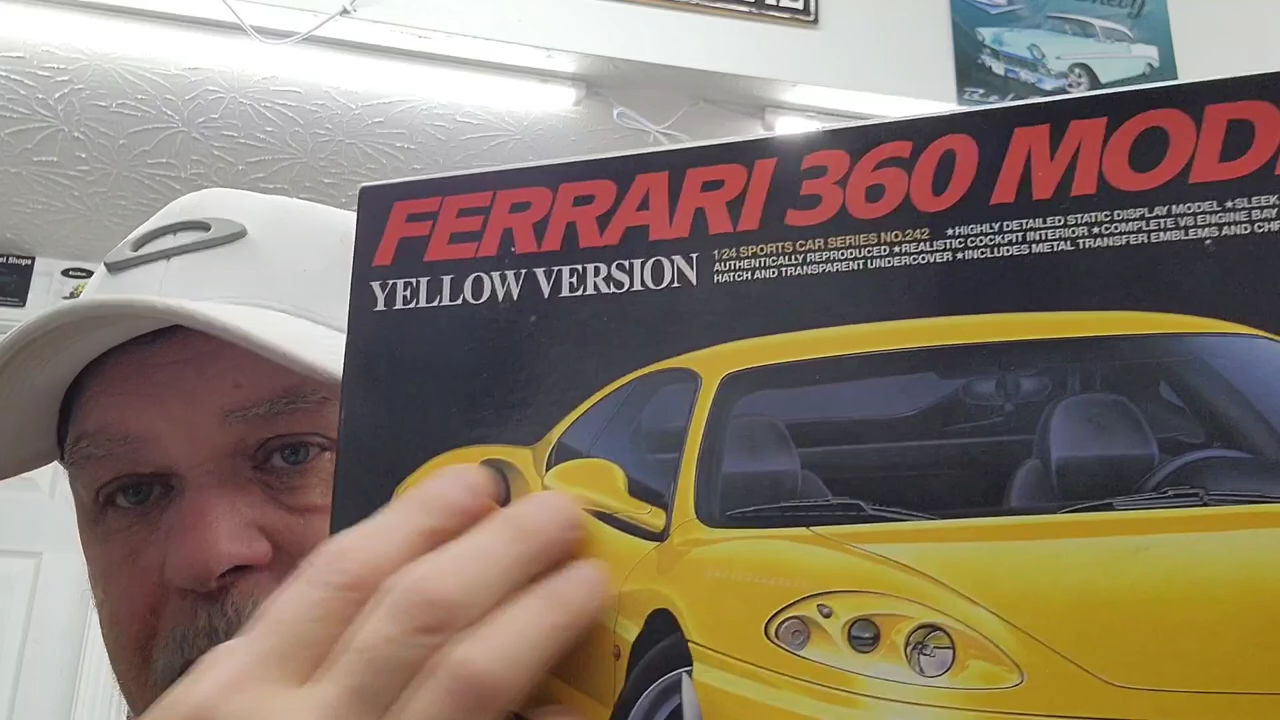 FERRARI 360 MOD
YELLOW VERSION
1/24 SPORTS CAR SERIES NO.242 ★HIGHLY DETAILED STATIC DISPLAY MODEL ★SLEEK
AUTHENTICALLY REPRODUCED ★REALISTIC COCKPIT INTERIOR ★COMPLETE V8 ENGINE BAY
HATCH AND TRANSPARENT UNDERCOVER ★INCLUDES METAL TRANSFER EMBLEMS AND